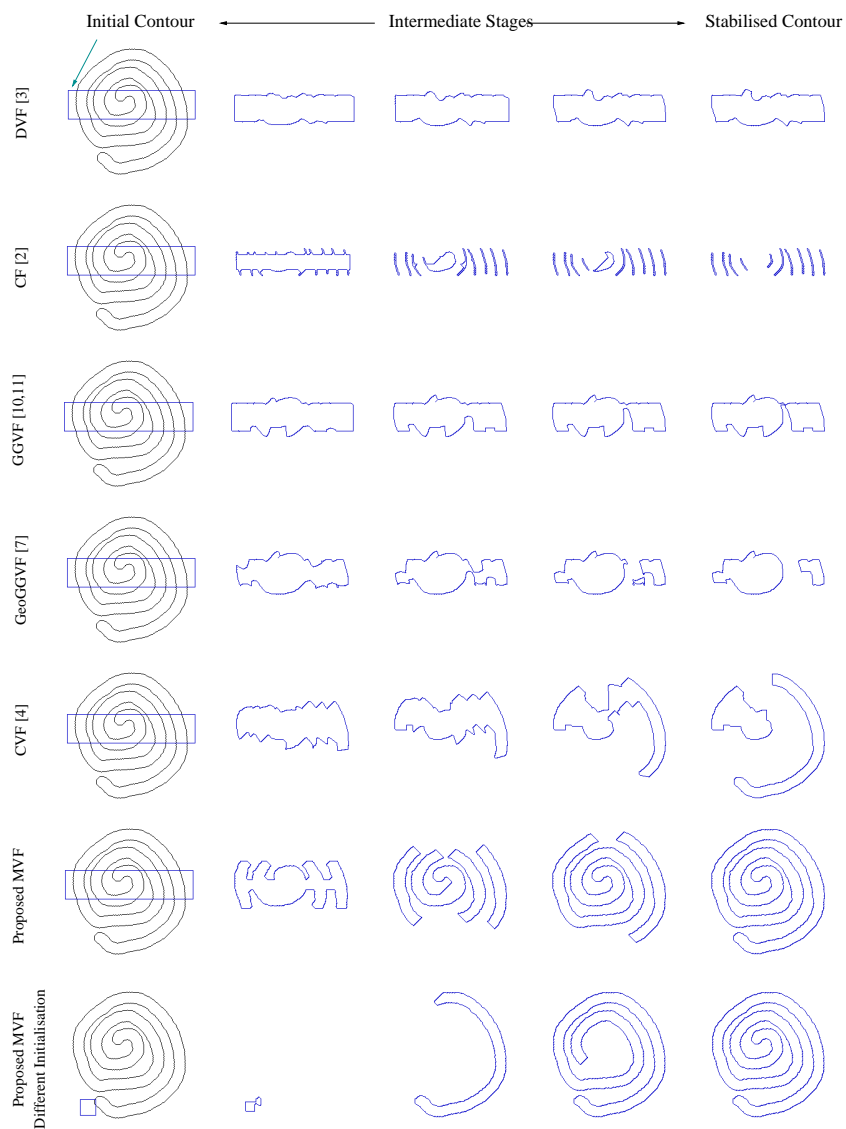 Initial Contour
Intermediate Stages
Stabilised Contour
DVF [3]
CF [2]
GGVF [10,11]
GeoGGVF [7]
CVF [4]
Proposed MVF
Proposed MVF
Different Initialisation